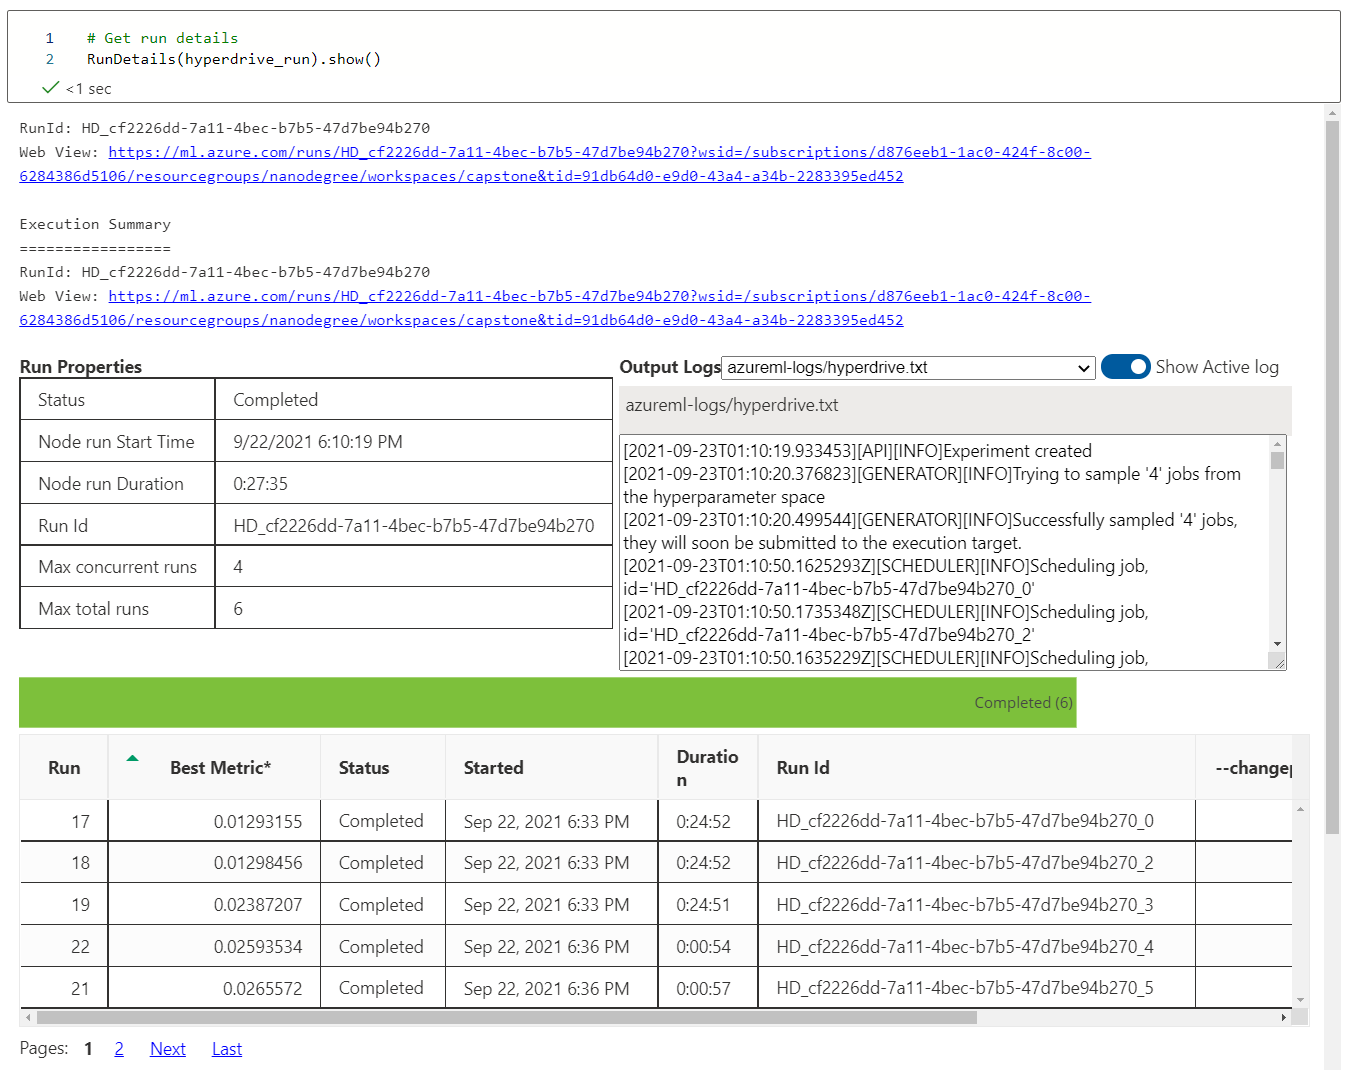 1 # Get run details
2 RunDetails(hyperdrive_run).show()
<1 sec
RunId: HD_cf2226dd-7a11-4bec-b7b5-47d7be94b270
Web View: https://ml.azure.com/runs/HD_cf2226dd-7a11-4bec-b7b5-47d7be94b270?wsid=/subscriptions/d876eeb1-1ac0-424f-8c00-
6284386d5106/resourcegroups/nanodegree/workspaces/capstone&tid=91db64d0-e9d0-43a4-a34b-2283395ed452
Execution Summary
=================
RunId: HD_cf2226dd-7a11-4bec-b7b5-47d7be94b270
Web View: https://ml.azure.com/runs/HD_cf2226dd-7a11-4bec-b7b5-47d7be94b270?wsid=/subscriptions/d876eeb1-1ac0-424f-8c00-
6284386d5106/resourcegroups/nanodegree/workspaces/capstone&tid=91db64d0-e9d0-43a4-a34b-2283395ed452
Run Properties
Status Completed
Node run Start Time 9/22/2021 6:10:19 PM
Node run Duration 0:27:35
Run Id HD_cf2226dd-7a11-4bec-b7b5-47d7be94b270
Max concurrent runs 4
Max total runs 6
Output Logs azureml-logs/hyperdrive.txt Show Active log
azureml-logs/hyperdrive.txt
[2021-09-23T01:10:19.933453][API][INFO]Experiment created
[2021-09-23T01:10:20.376823][GENERATOR][INFO]Trying to sample '4' jobs from
the hyperparameter space
[2021-09-23T01:10:20.499544][GENERATOR][INFO]Successfully sampled '4' jobs,
they will soon be submitted to the execution target.
[2021-09-23T01:10:50.1625293Z][SCHEDULER][INFO]Scheduling job,
id='HD_cf2226dd-7a11-4bec-b7b5-47d7be94b270_0'
[2021-09-23T01:10:50.1735348Z][SCHEDULER][INFO]Scheduling job,
id='HD_cf2226dd-7a11-4bec-b7b5-47d7be94b270_2'
[2021-09-23T01:10:50.1635229Z][SCHEDULER][INFO]Scheduling job,
Completed (6)
Run Best Metric* Status Started Duratio
n Run Id --changep
17 0.01293155 Completed Sep 22, 2021 6:33 PM 0:24:52 HD_cf2226dd-7a11-4bec-b7b5-47d7be94b270_0
18 0.01298456 Completed Sep 22, 2021 6:33 PM 0:24:52 HD_cf2226dd-7a11-4bec-b7b5-47d7be94b270_2
19 0.02387207 Completed Sep 22, 2021 6:33 PM 0:24:51 HD_cf2226dd-7a11-4bec-b7b5-47d7be94b270_3
22 0.02593534 Completed Sep 22, 2021 6:36 PM 0:00:54 HD_cf2226dd-7a11-4bec-b7b5-47d7be94b270_4
21 0.0265572 Completed Sep 22, 2021 6:36 PM 0:00:57 HD_cf2226dd-7a11-4bec-b7b5-47d7be94b270_5
Pages: 1 2 Next Last